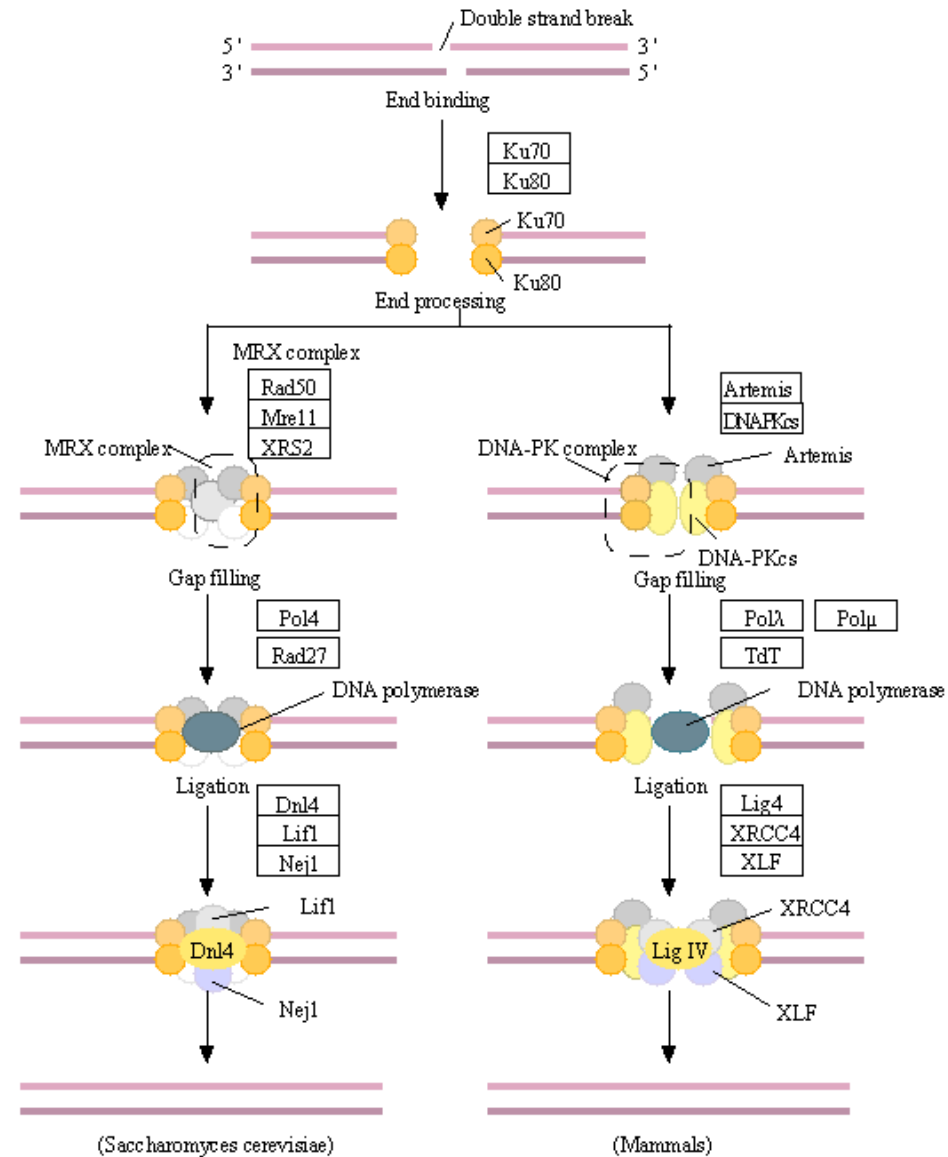 Double strand break
5' 3'
3' 5'
End binding
Ku70
Ku80
Ku70
Ku80
End processing
MRX complex
Rad50
Mre11
XRS2
MRX complex
Artemis
DNAPKcs
DNA-PK complex
Artemis
DNA-PKcs
Gap filling
Gap filling
Pol4
Rad27
Polλ
Polμ
TdT
DNA polymerase
DNA polymerase
Ligation
Ligation
Dnl4
Lif1
Nej1
Lig4
XRCC4
XLF
Lif1
Dnl4
Nej1
XRCC4
Lig IV
XLF
(Saccharomyces cerevisiae)
(Mammals)